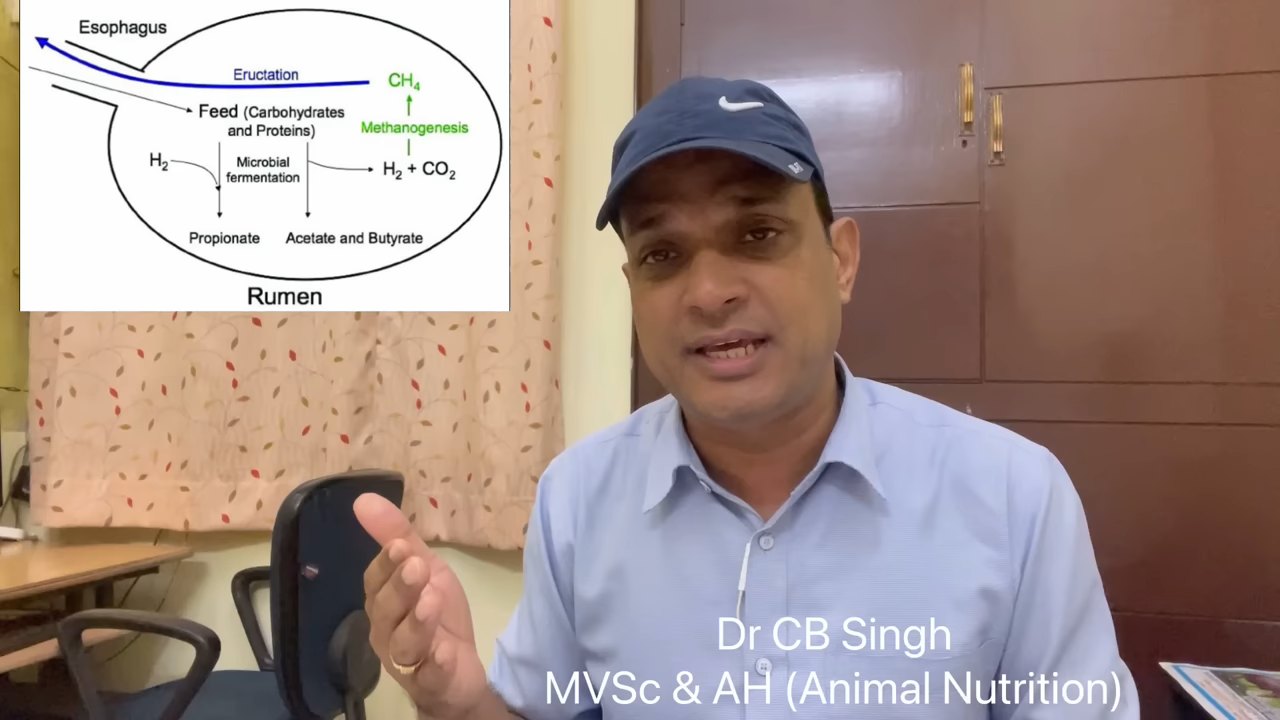 Esophagus
Eructation
CH₄
Feed (Carbohydrates
and Proteins)
Methanogenesis
H₂
Microbial
fermentation
H₂ + CO₂
Propionate
Acetate and Butyrate
Rumen
Dr CB Singh
MVSc & AH (Animal Nutrition)